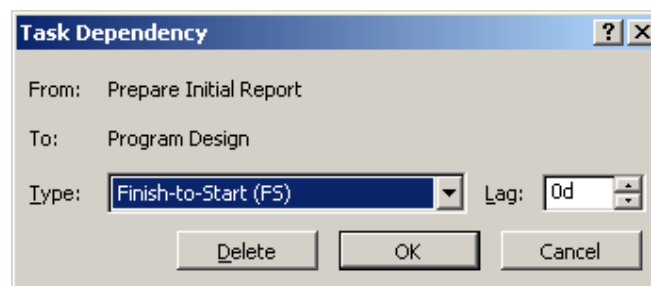 Task Dependency ?
From: Prepare Initial Report
To: Program Design
Type: Finish-to-Start (FS) Lag: 0d
Delete OK Cancel